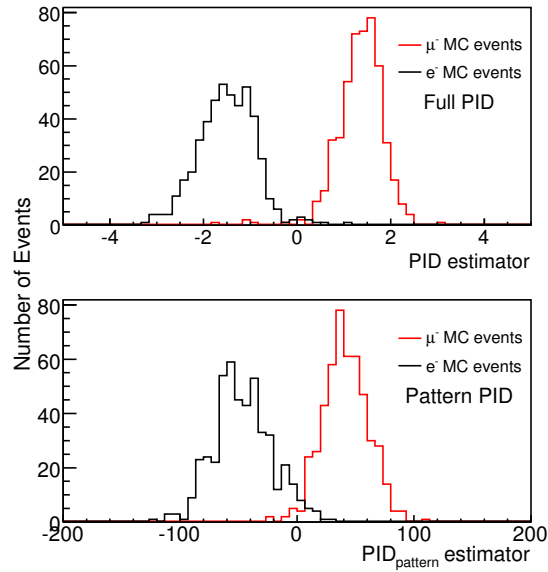 Number of Events
80
60
40
20
0
μ⁻ MC events
e⁻ MC events
Full PID
-4 -2 0 2 4
PID estimator
80
60
40
20
0
μ⁻ MC events
e⁻ MC events
Pattern PID
-200 -100 0 100 200
PIDpattern estimator